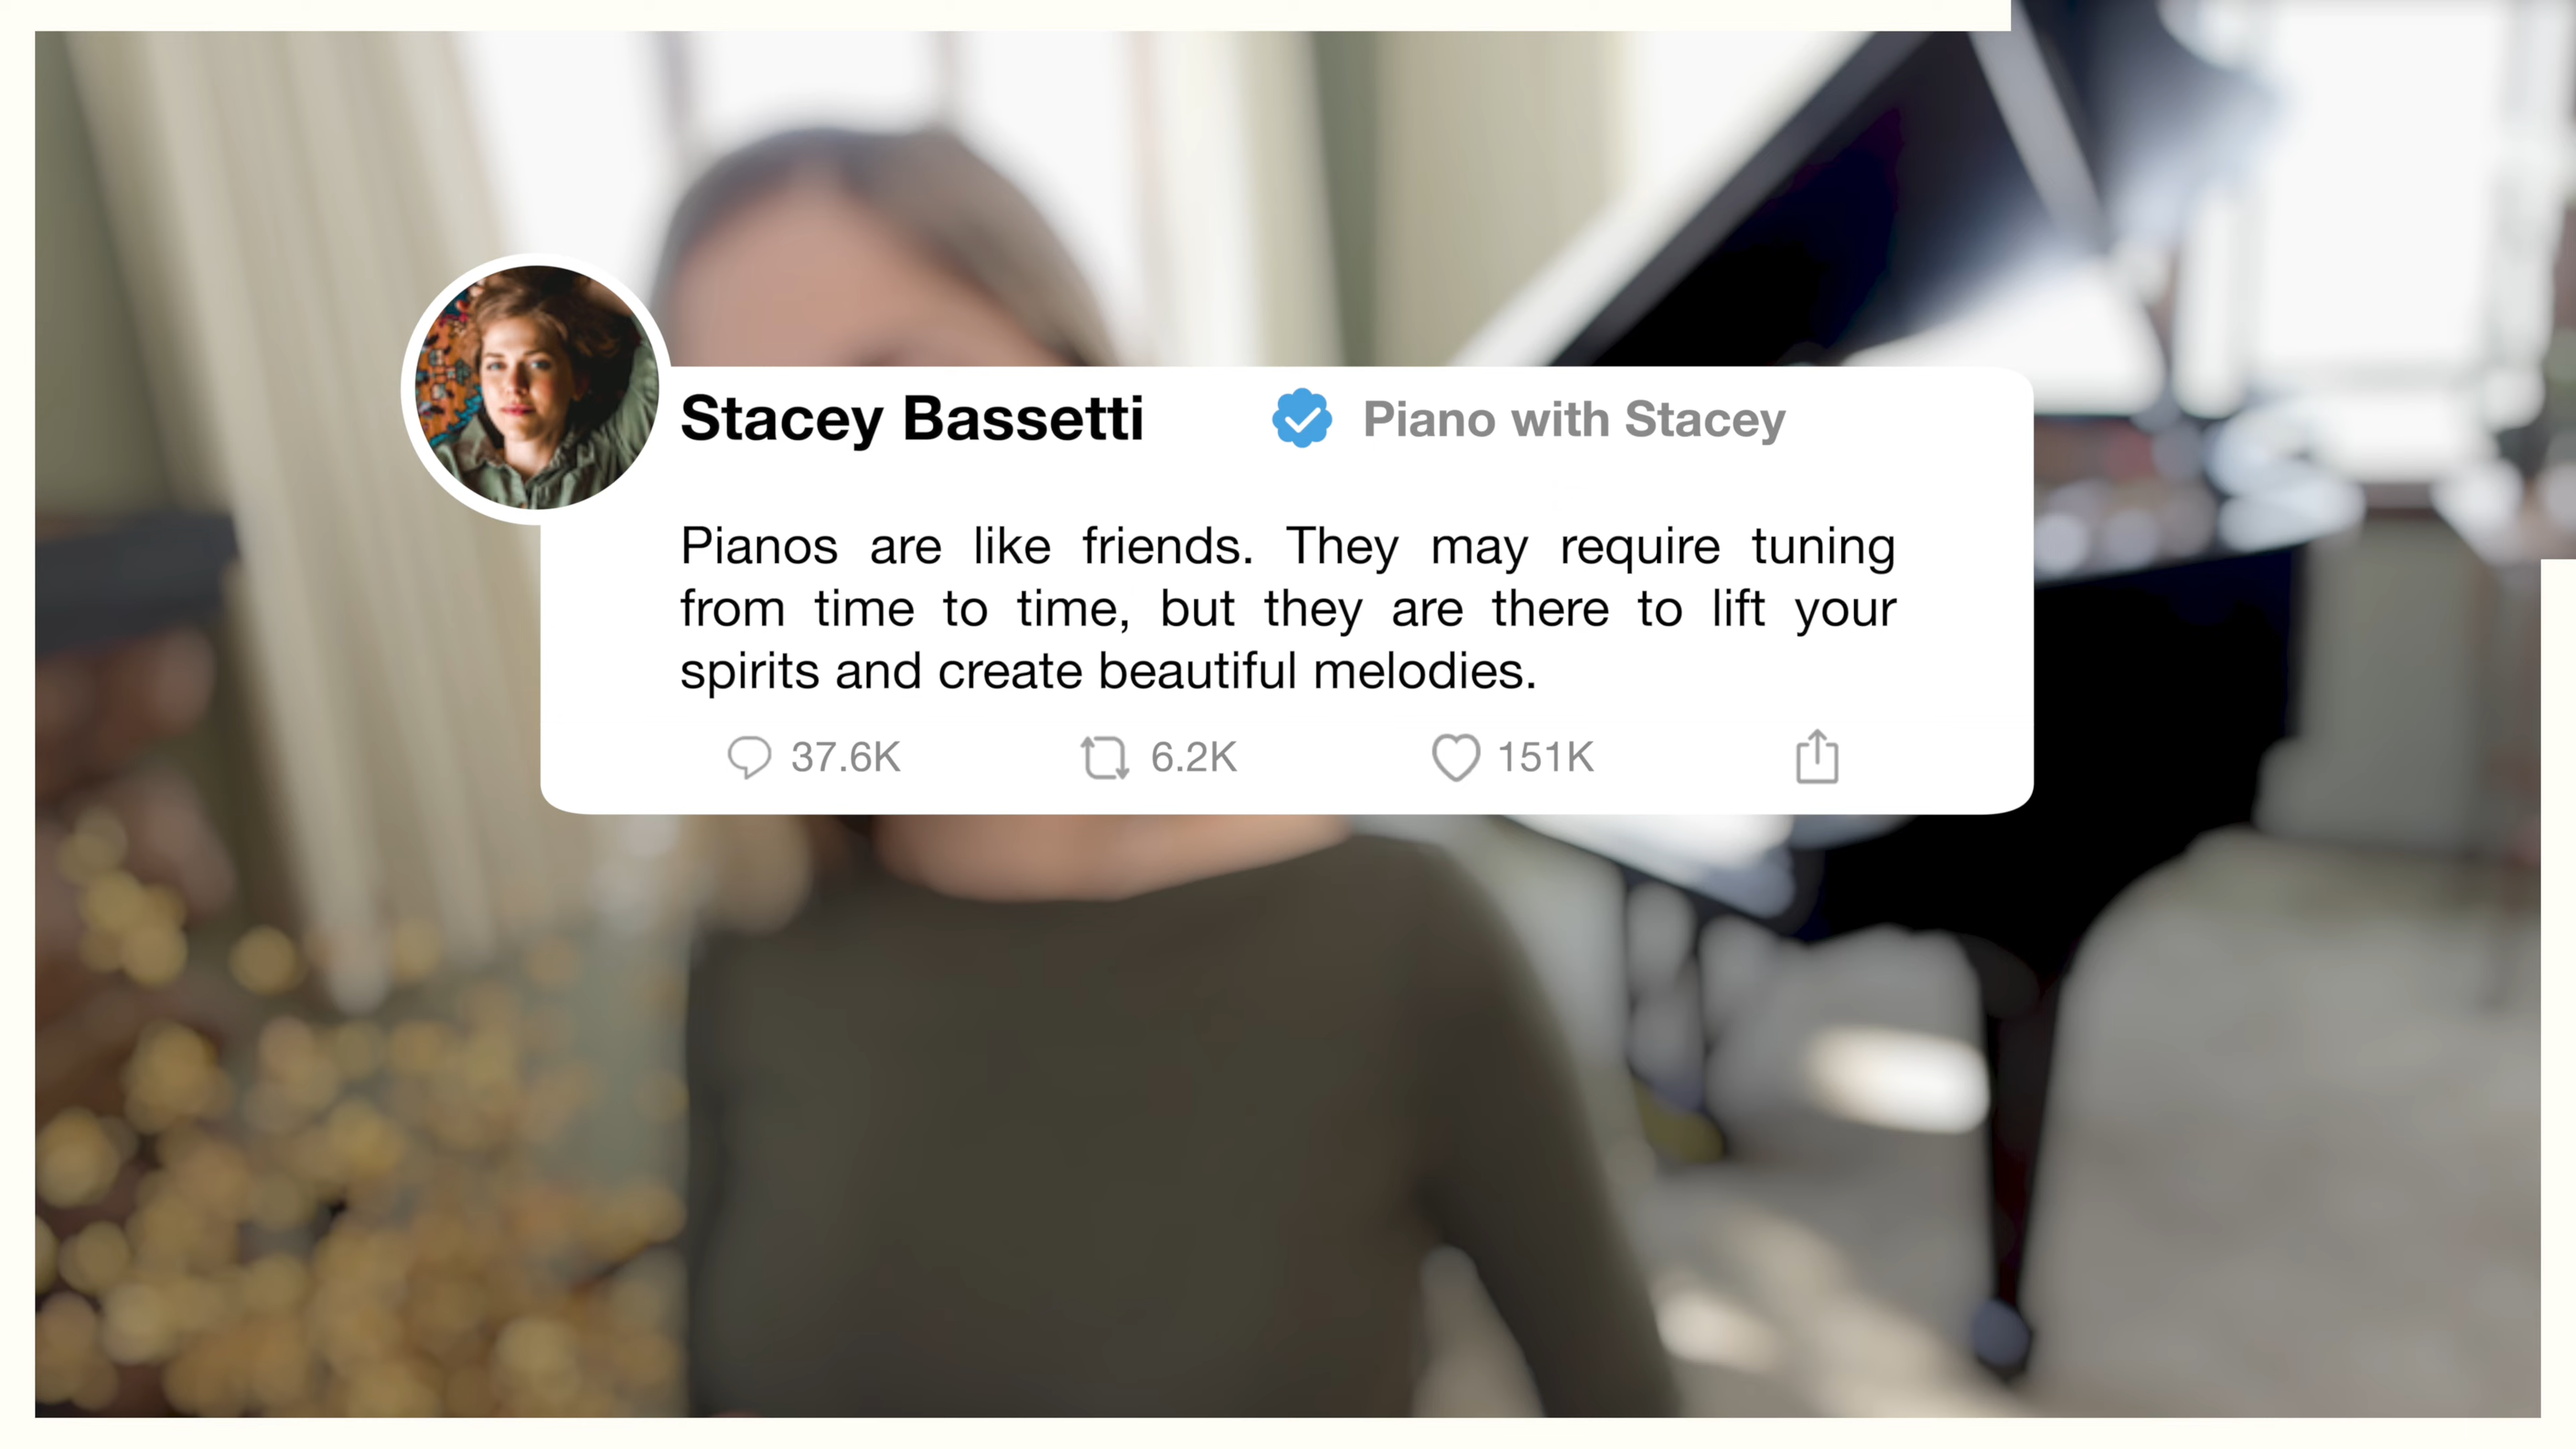 Stacey Bassetti Piano with Stacey
Pianos are like friends. They may require tuning
from time to time, but they are there to lift your
spirits and create beautiful melodies.
37.6K 6.2K 151K